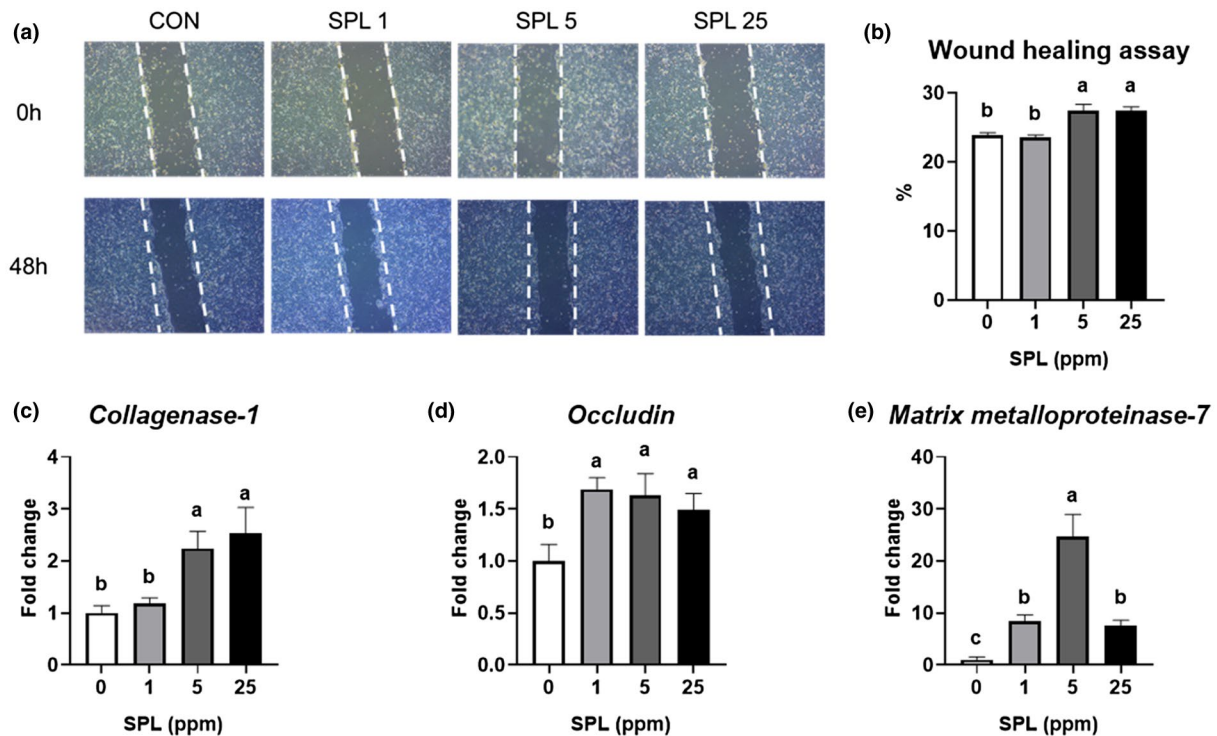 (a)
CON SPL 1 SPL 5 SPL 25
0h
48h
(b)
Wound healing assay
30
20
10
0
%
b b a a
0 1 5 25
SPL (ppm)
(c)
Collagenase-1
4
3
2
1
0
Fold change
b b a a
0 1 5 25
SPL (ppm)
(d)
Occludin
2.0
1.5
1.0
0.5
0.0
Fold change
b a a a
0 1 5 25
SPL (ppm)
(e)
Matrix metalloproteinase-7
40
30
20
10
0
Fold change
c b a b
0 1 5 25
SPL (ppm)